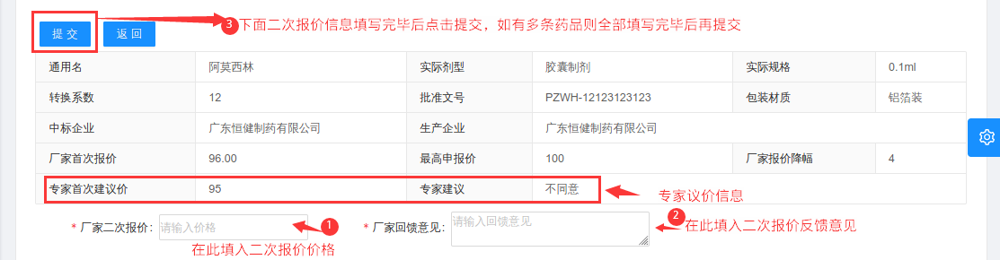 3 下面二次报价信息填写完毕后点击提交，如有多条药品则全部填写完毕后再提交
提 交 返 回
通用名 阿莫西林 实际剂型 胶囊制剂 实际规格 0.1ml
转换系数 12 批准文号 PZWH-12123123123 包装材质 铝箔装
中标企业 广东恒健制药有限公司 生产企业 广东恒健制药有限公司
厂家首次报价 96.00 最高申报价 100 厂家报价降幅 4
专家首次建议价 95 专家建议 不同意
专家议价信息
* 厂家二次报价： 请输入价格 1 * 厂家回馈意见： 请输入回馈意见 2 在此填入二次报价反馈意见
在此填入二次报价价格